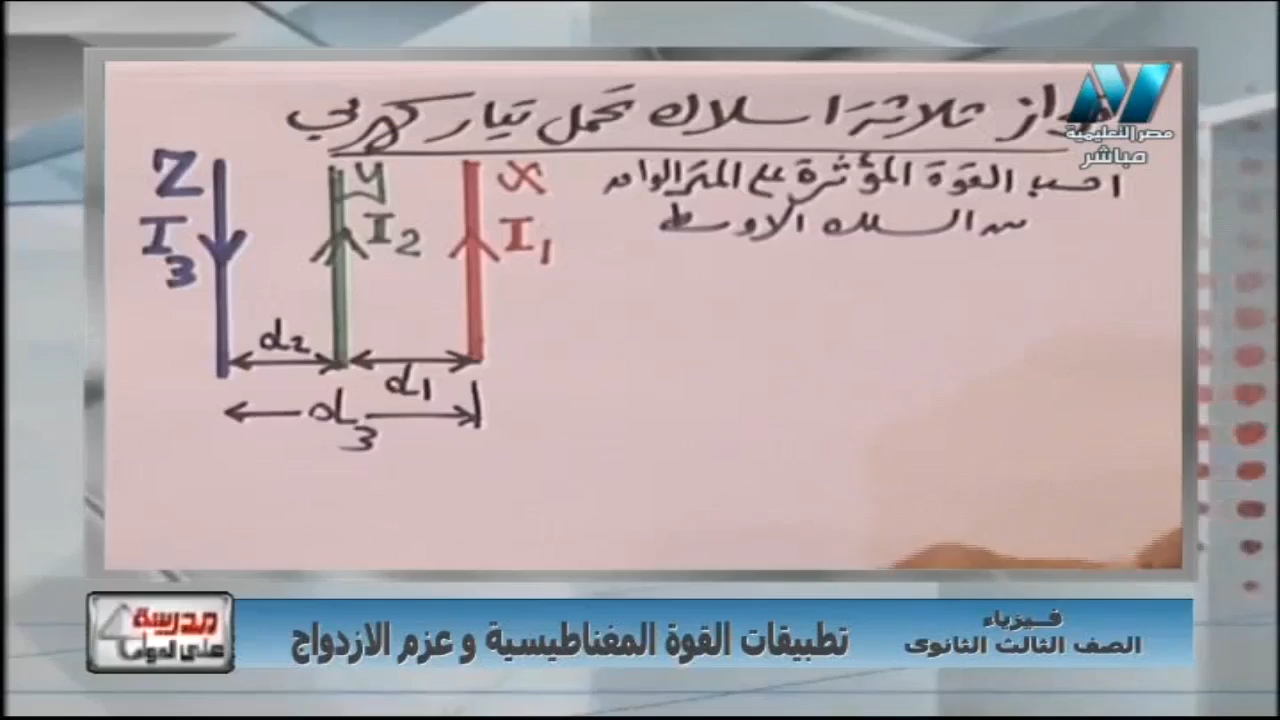 ثلاثة اسلاك تحمل تيار كهربي
مصر التعليمية
مباشر
احسب القوة المؤثرة على المتر الواحد
من السلك الاوسط
Z
Y
X
I3
I2
I1
d2
d1
d3
مدرسة
على الهواء
تطبيقات القوة المغناطيسية و عزم الازدواج
فيزياء
الصف الثالث الثانوى